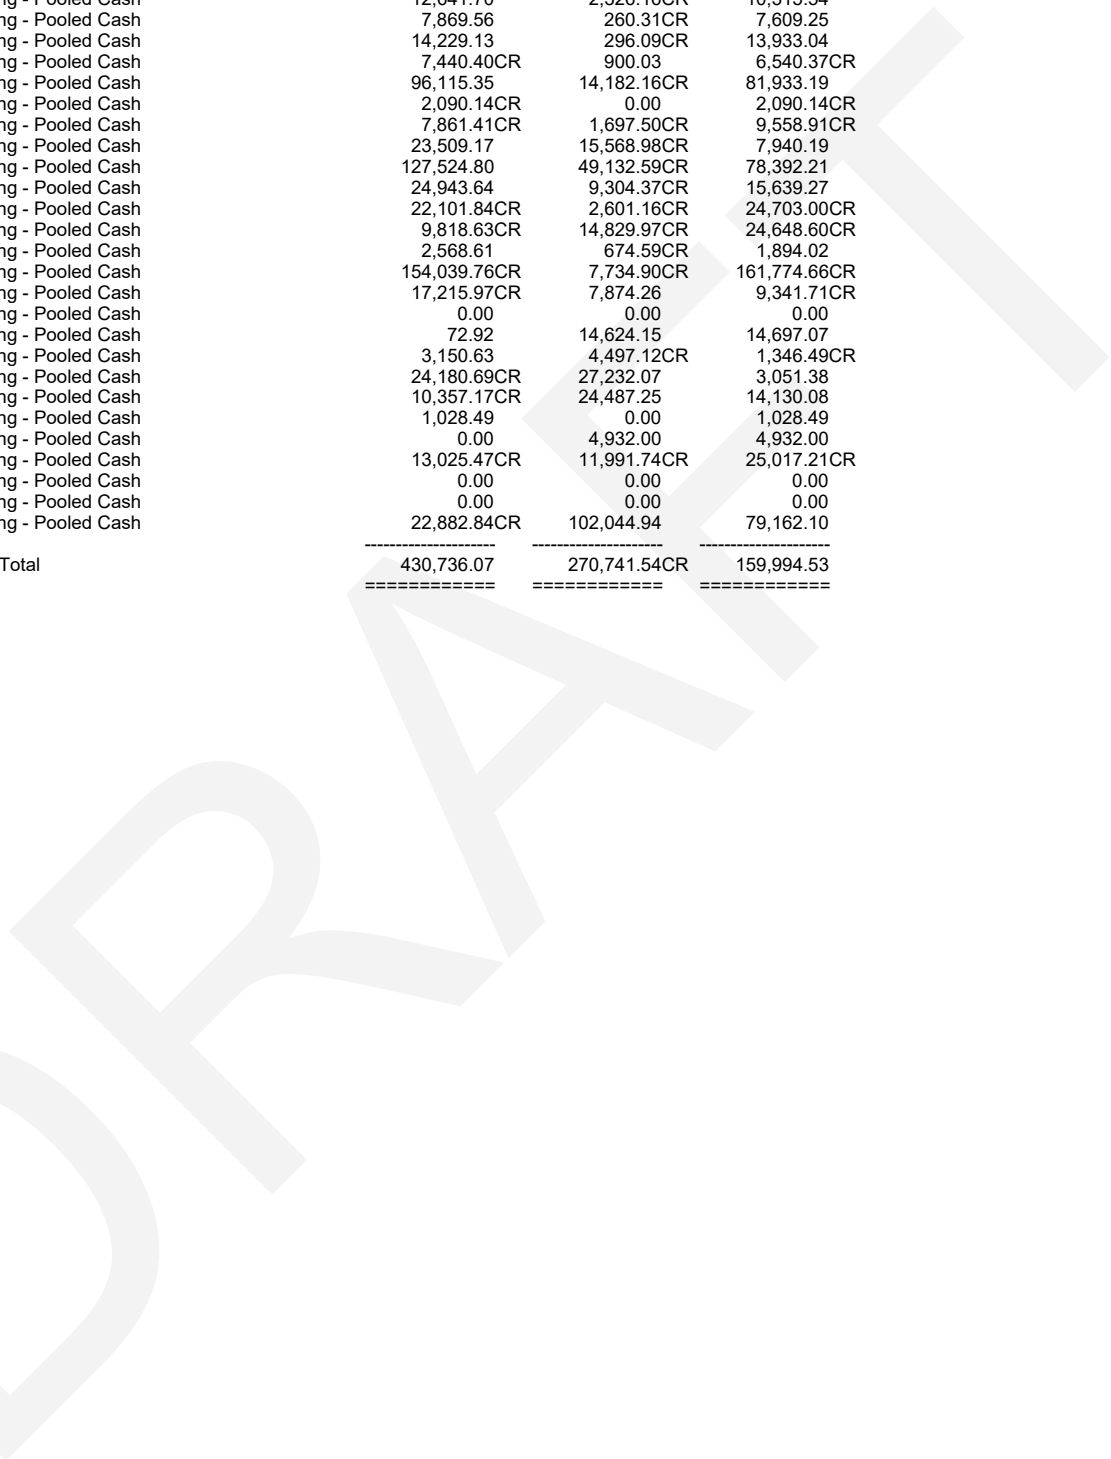 ng - Pooled Cash
ng - Pooled Cash 7,869.56 260.31CR 7,609.25
ng - Pooled Cash 14,229.13 296.09CR 13,933.04
ng - Pooled Cash 7,440.40CR 900.03 6,540.37CR
ng - Pooled Cash 96,115.35 14,182.16CR 81,933.19
ng - Pooled Cash 2,090.14CR 0.00 2,090.14CR
ng - Pooled Cash 7,861.41CR 1,697.50CR 9,558.91CR
ng - Pooled Cash 23,509.17 15,568.98CR 7,940.19
ng - Pooled Cash 127,524.80 49,132.59CR 78,392.21
ng - Pooled Cash 24,943.64 9,304.37CR 15,639.27
ng - Pooled Cash 22,101.84CR 2,601.16CR 24,703.00CR
ng - Pooled Cash 9,818.63CR 14,829.97CR 24,648.60CR
ng - Pooled Cash 2,568.61 674.59CR 1,894.02
ng - Pooled Cash 154,039.76CR 7,734.90CR 161,774.66CR
ng - Pooled Cash 17,215.97CR 7,874.26 9,341.71CR
ng - Pooled Cash 0.00 0.00 0.00
ng - Pooled Cash 72.92 14,624.15 14,697.07
ng - Pooled Cash 3,150.63 4,497.12CR 1,346.49CR
ng - Pooled Cash 24,180.69CR 27,232.07 3,051.38
ng - Pooled Cash 10,357.17CR 24,487.25 14,130.08
ng - Pooled Cash 1,028.49 0.00 1,028.49
ng - Pooled Cash 0.00 4,932.00 4,932.00
ng - Pooled Cash 13,025.47CR 11,991.74CR 25,017.21CR
ng - Pooled Cash 0.00 0.00 0.00
ng - Pooled Cash 0.00 0.00 0.00
ng - Pooled Cash 22,882.84CR 102,044.94 79,162.10
--------------------- --------------------- ---------------------
Total 430,736.07 270,741.54CR 159,994.53
============ ============ ============
DRAFT